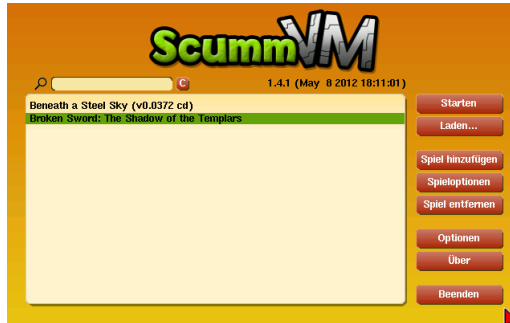 ScummVM
C
1.4.1 (May 8 2012 18:11:01)
Beneath a Steel Sky (v0.0372 cd)
Broken Sword: The Shadow of the Templars
Starten
Laden...
Spiel hinzufügen
Spieloptionen
Spiel entfernen
Optionen
Über
Beenden